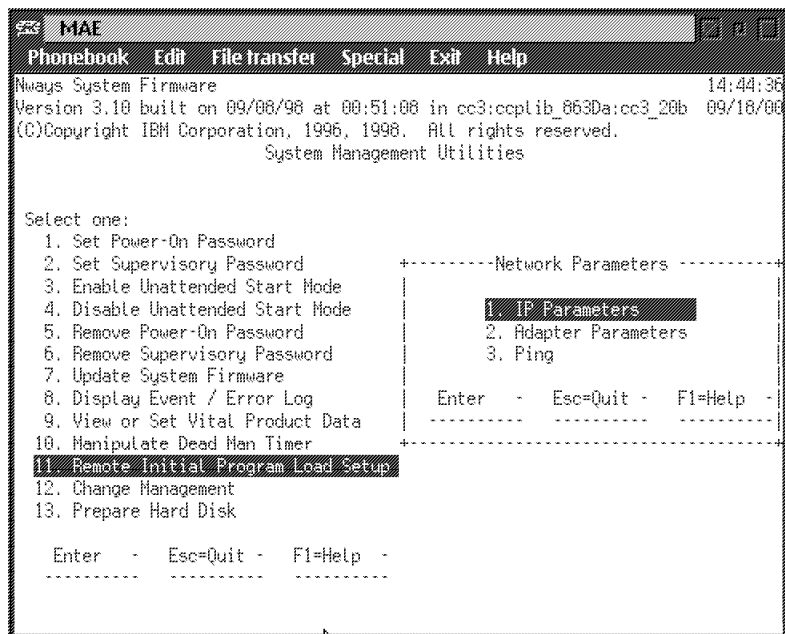 MAE
Phonebook Edit File transfer Special Exit Help
Nways System Firmware 14:44:36
Version 3.10 built on 09/08/98 at 00:51:08 in cc3:ccplib_863Da:cc3_20b 09/18/00
(C)Copyright IBM Corporation, 1996, 1998. All rights reserved.
System Management Utilities
Select one:
1. Set Power-On Password
2. Set Supervisory Password
3. Enable Unattended Start Mode
4. Disable Unattended Start Mode
5. Remove Power-On Password
6. Remove Supervisory Password
7. Update System Firmware
8. Display Event / Error Log
9. View or Set Vital Product Data
10. Manipulate Dead Man Timer
11. Remote Initial Program Load Setup
12. Change Management
13. Prepare Hard Disk
Enter - Esc=Quit - F1=Help -
Network Parameters
1. IP Parameters
2. Adapter Parameters
3. Ping
Enter - Esc=Quit - F1=Help -